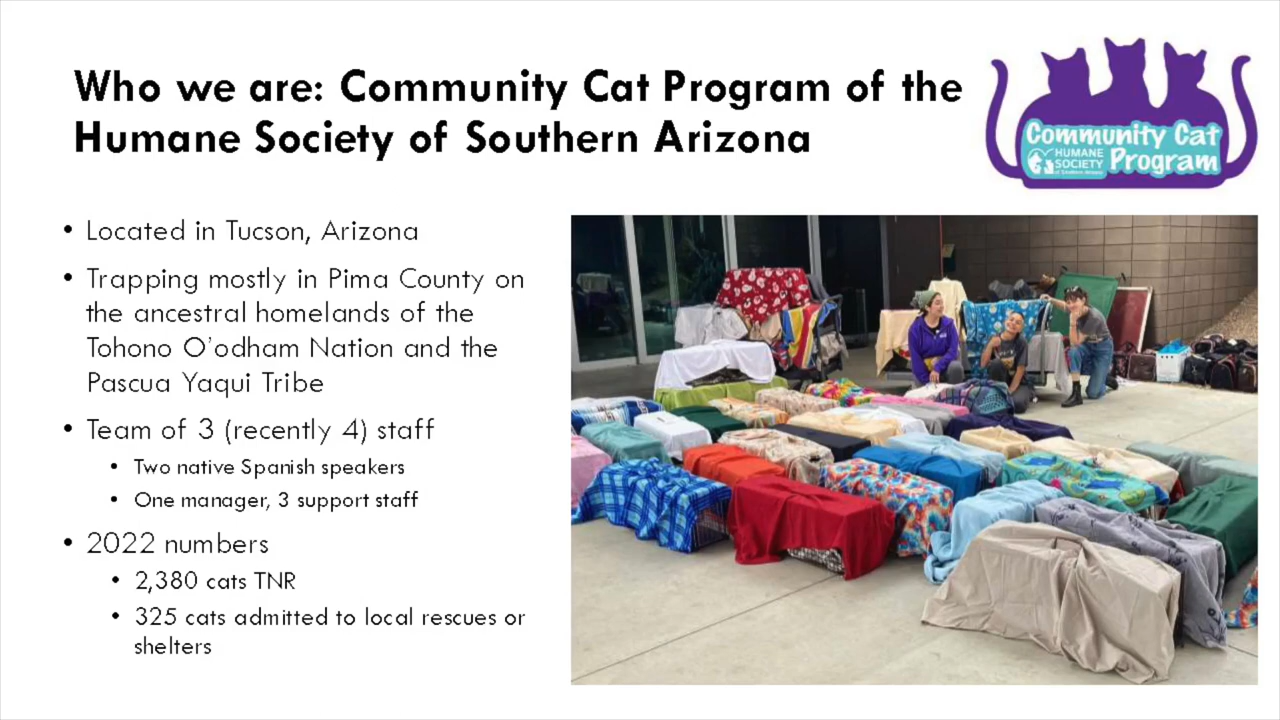 Who we are: Community Cat Program of the
Humane Society of Southern Arizona
Community Cat
HUMANE
SOCIETY
of Southern Arizona
Program
• Located in Tucson, Arizona
• Trapping mostly in Pima County on
the ancestral homelands of the
Tohono O'odham Nation and the
Pascua Yaqui Tribe
• Team of 3 (recently 4) staff
• Two native Spanish speakers
• One manager, 3 support staff
• 2022 numbers
• 2,380 cats TNR
• 325 cats admitted to local rescues or
shelters